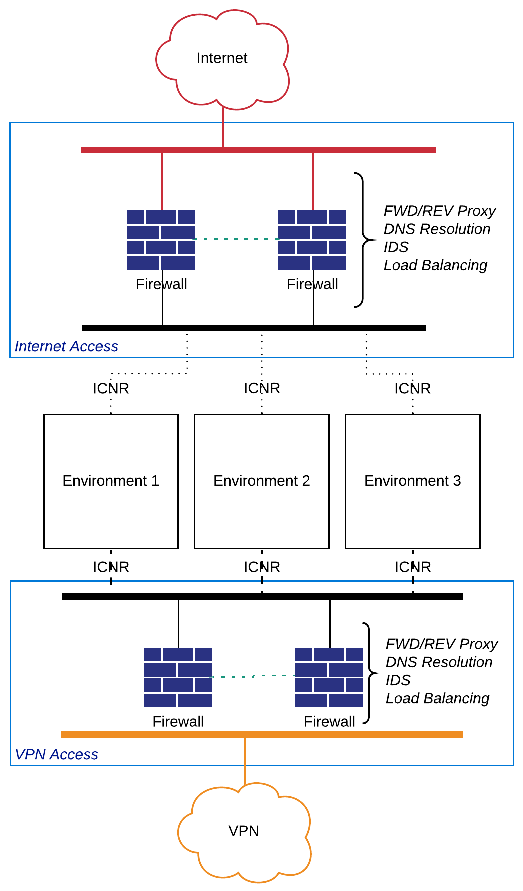 Internet
FWD/REV Proxy
DNS Resolution
IDS
Load Balancing
Firewall
Firewall
Internet Access
ICNR
ICNR
ICNR
Environment 1
Environment 2
Environment 3
ICNR
ICNR
ICNR
FWD/REV Proxy
DNS Resolution
IDS
Load Balancing
Firewall
Firewall
VPN Access
VPN